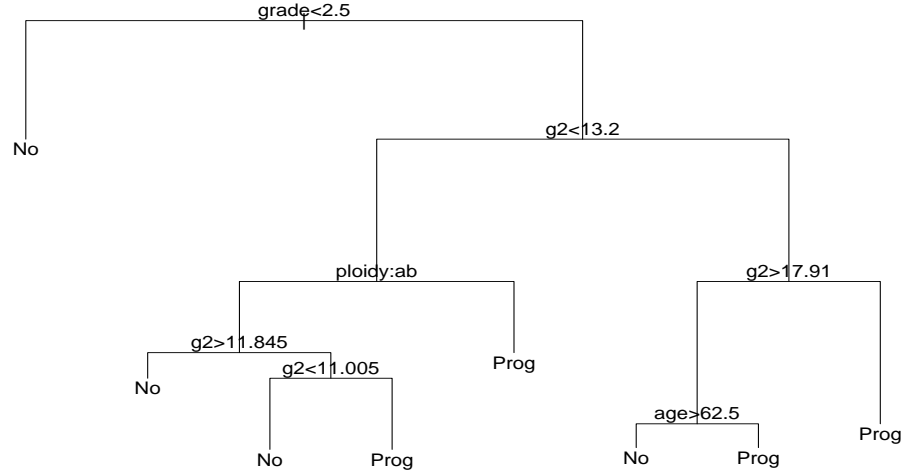 grade<2.5
No
g2<13.2
ploidy:ab
g2>17.91
g2>11.845
No
g2<11.005
No
Prog
Prog
age>62.5
No
Prog
Prog